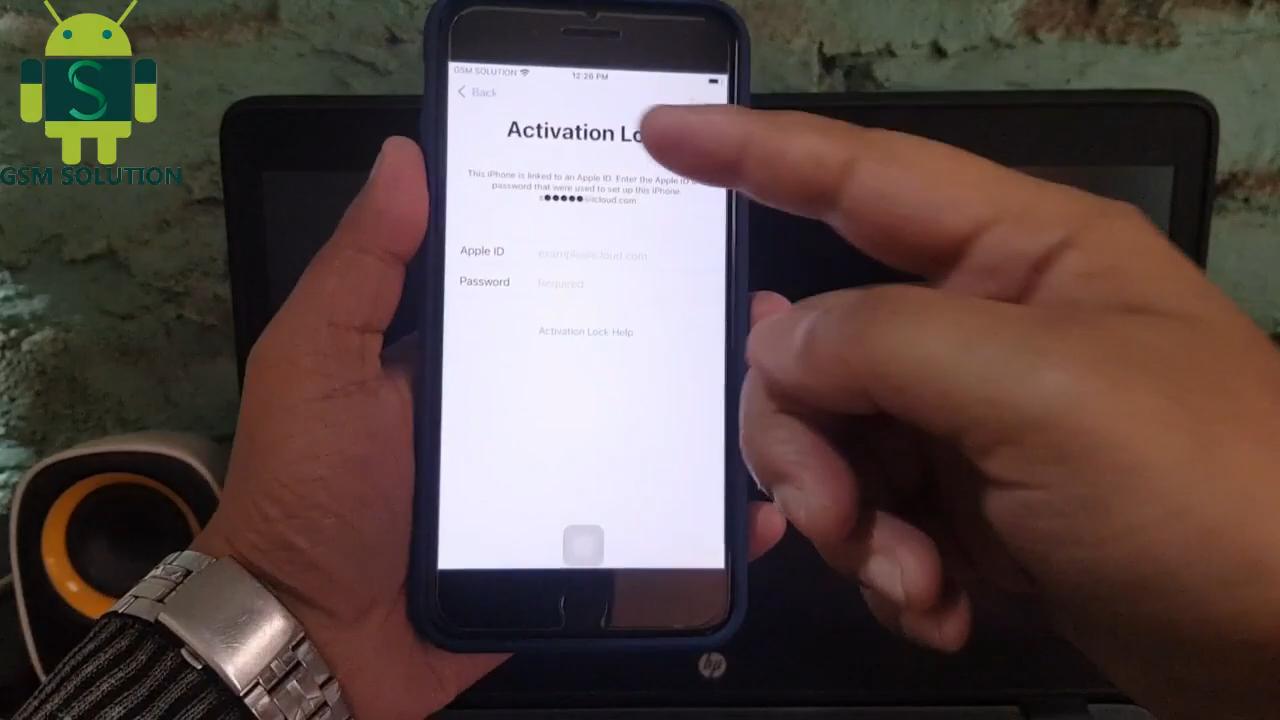 S
GSM SOLUTION
GSM SOLUTION 12:26 PM
Back
Activation Lo
This iPhone is linked to an Apple ID. Enter the Apple ID
password that were used to set up this iPhone.
s●●●●●@icloud.com
Apple ID example@icloud.com
Password Required
Activation Lock Help
hp